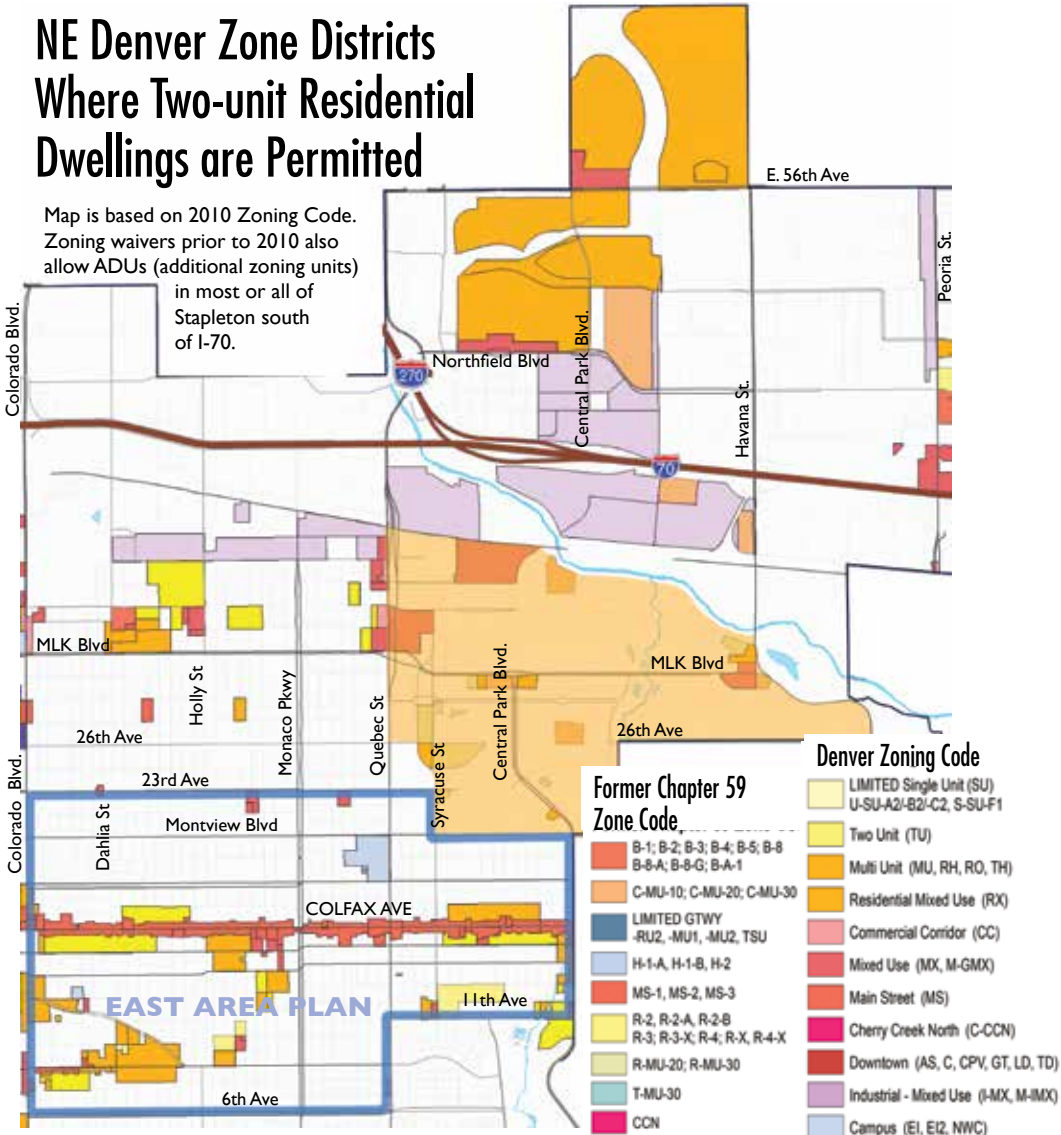 NE Denver Zone Districts
Where Two-unit Residential
Dwellings are Permitted
Map is based on 2010 Zoning Code.
Zoning waivers prior to 2010 also
allow ADUs (additional zoning units)
in most or all of
Stapleton south
of I-70.
E. 56th Ave
Peoria St.
Colorado Blvd.
Central Park Blvd.
Northfield Blvd
270
Havana St.
70
MLK Blvd
MLK Blvd
Holly St
Monaco Pkwy
Quebec St
Central Park Blvd.
26th Ave
26th Ave
Syracuse St
23rd Ave
Colorado Blvd.
Dahlia St
Montview Blvd
COLFAX AVE
EAST AREA PLAN
11th Ave
6th Ave
Former Chapter 59
Zone Code
B-1; B-2; B-3; B-4; B-5; B-8
B-8-A; B-8-G; B-A-1
C-MU-10; C-MU-20; C-MU-30
LIMITED GTWY
-RU2, -MU1, -MU2, TSU
H-1-A, H-1-B, H-2
MS-1, MS-2, MS-3
R-2, R-2-A, R-2-B
R-3; R-3-X; R-4; R-X, R-4-X
R-MU-20; R-MU-30
T-MU-30
CCN
Denver Zoning Code
LIMITED Single Unit (SU)
U-SU-A2/-B2/-C2, S-SU-F1
Two Unit (TU)
Multi Unit (MU, RH, RO, TH)
Residential Mixed Use (RX)
Commercial Corridor (CC)
Mixed Use (MX, M-GMX)
Main Street (MS)
Cherry Creek North (C-CCN)
Downtown (AS, C, CPV, GT, LD, TD)
Industrial - Mixed Use (I-MX, M-IMX)
Campus (EI, EI2, NWC)